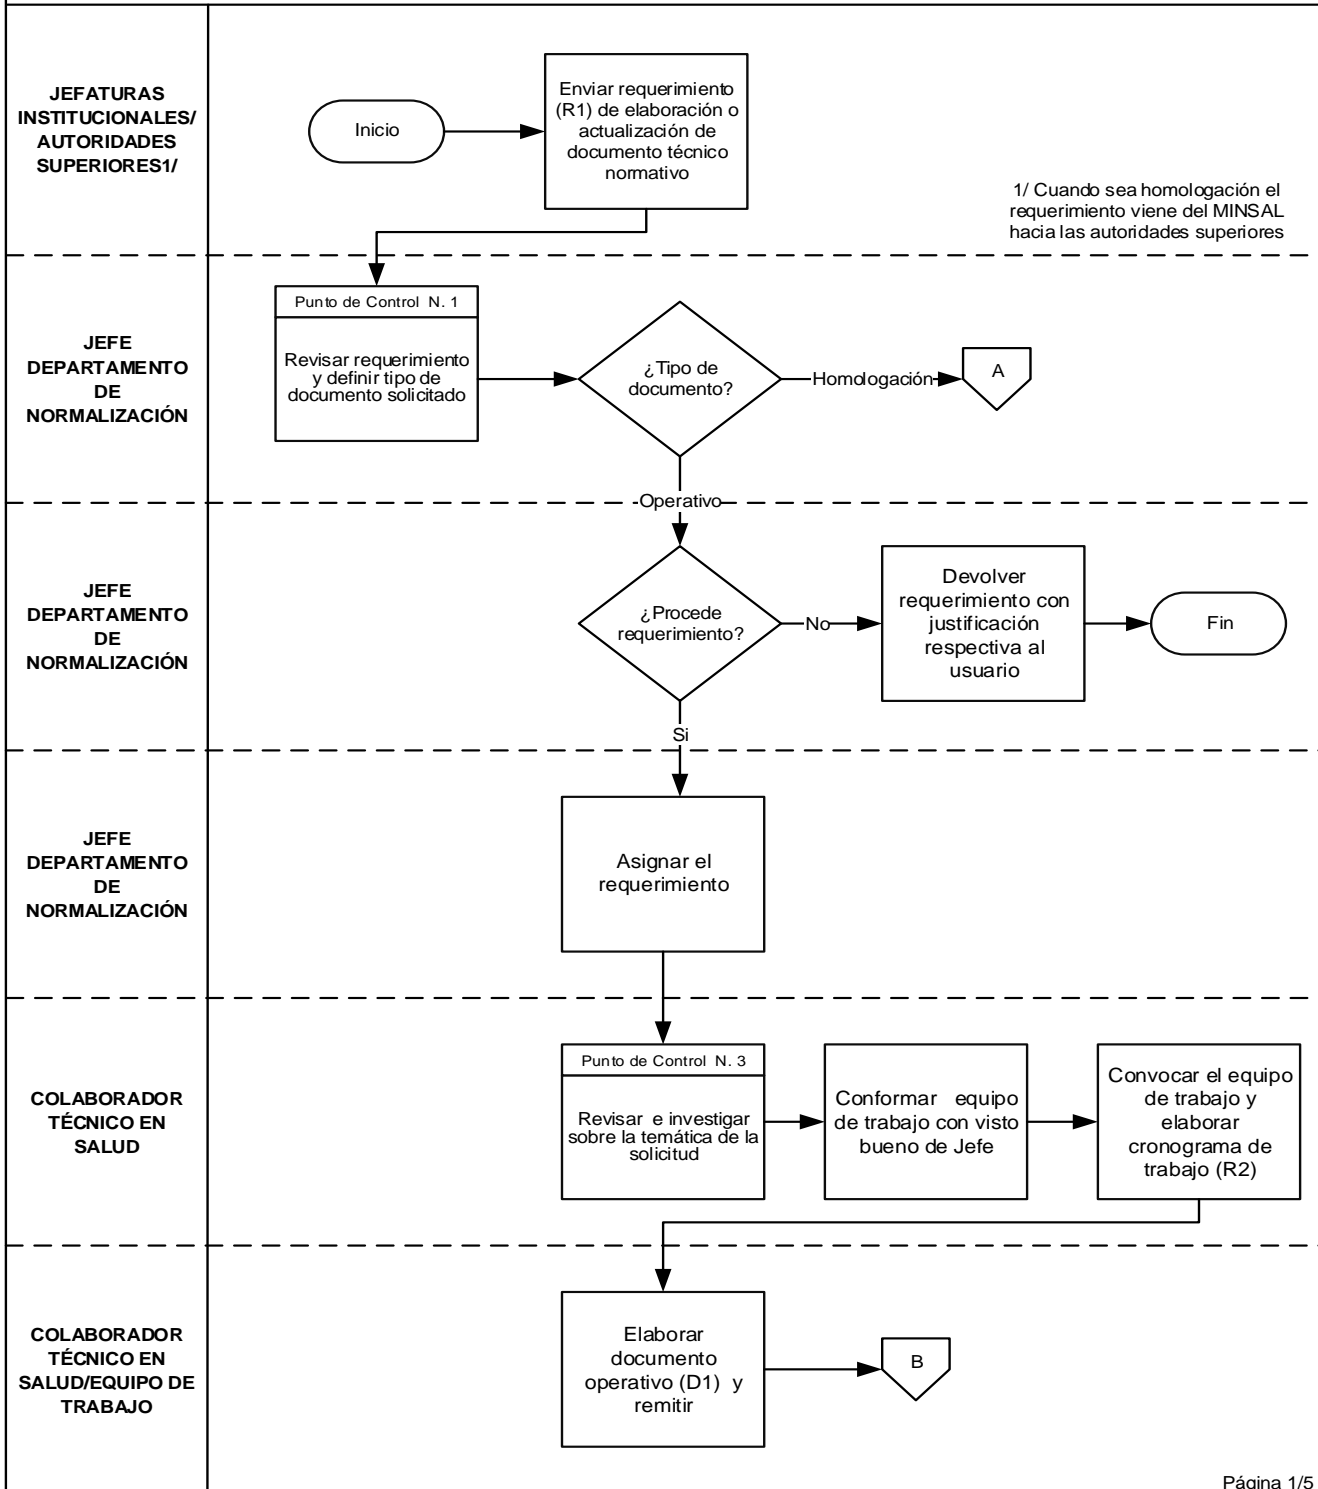 JEFATURAS
INSTITUCIONALES/
AUTORIDADES
SUPERIORES1/
Inicio
Enviar requerimiento
(R1) de elaboración o
actualización de
documento técnico
normativo
1/ Cuando sea homologación el
requerimiento viene del MINSAL
hacia las autoridades superiores
JEFE
DEPARTAMENTO
DE
NORMALIZACIÓN
Punto de Control N. 1
Revisar requerimiento
y definir tipo de
documento solicitado
¿Tipo de
documento?
Homologación
A
Operativo
JEFE
DEPARTAMENTO
DE
NORMALIZACIÓN
¿Procede
requerimiento?
No
Devolver
requerimiento con
justificación
respectiva al
usuario
Fin
Si
JEFE
DEPARTAMENTO
DE
NORMALIZACIÓN
Asignar el
requerimiento
COLABORADOR
TÉCNICO EN
SALUD
Punto de Control N. 3
Revisar e investigar
sobre la temática de la
solicitud
Conformar equipo
de trabajo con visto
bueno de Jefe
Convocar el equipo
de trabajo y
elaborar
cronograma de
trabajo (R2)
COLABORADOR
TÉCNICO EN
SALUD/EQUIPO DE
TRABAJO
Elaborar
documento
operativo (D1) y
remitir
B
Página 1/5